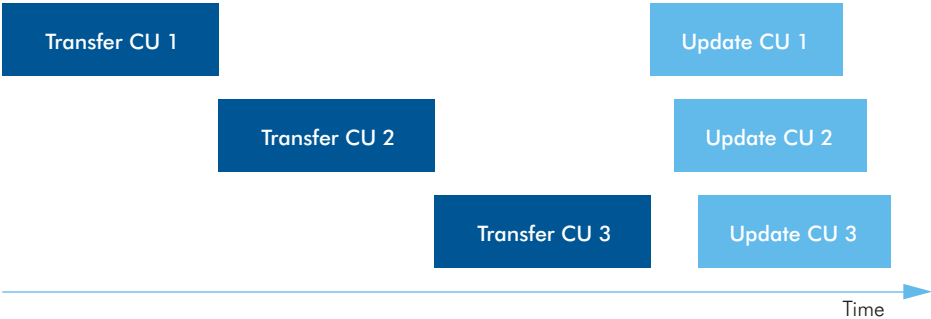 Transfer CU 1
Update CU 1
Transfer CU 2
Update CU 2
Transfer CU 3
Update CU 3
Time